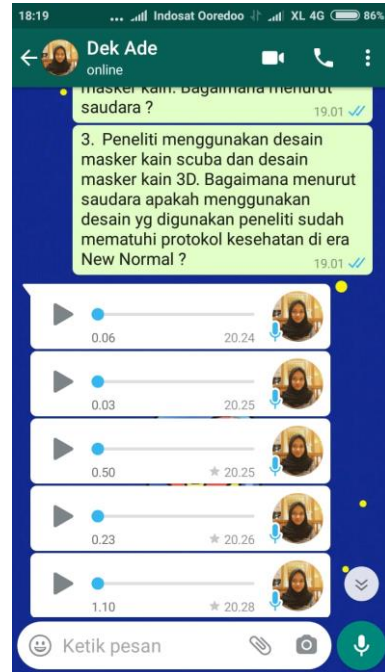 18:19 ... Indosat Ooredoo XL 4G 86%
Dek Ade
online
masker kain. Bagaimana menurut
saudara ?
19.01
3. Peneliti menggunakan desain
masker kain scuba dan desain
masker kain 3D. Bagaimana menurut
saudara apakah menggunakan
desain yg digunakan peneliti sudah
mematuhi protokol kesehatan di era
New Normal ?
19.01
0.06 20.24
0.03 20.25
0.50 20.25
0.23 20.26
1.10 20.28
Ketik pesan